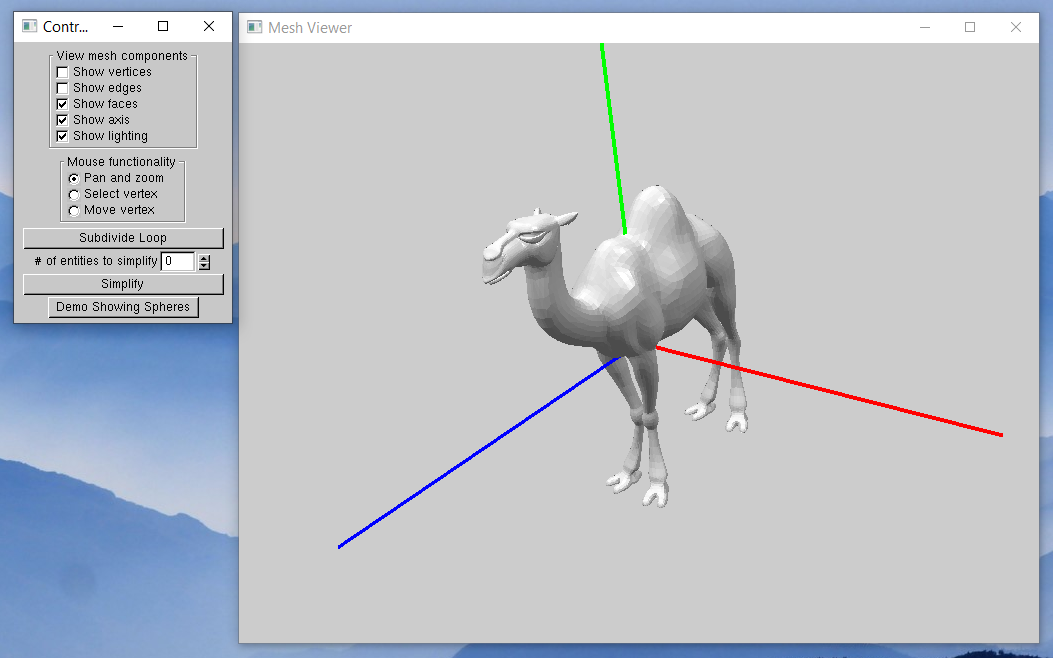 Contr...
View mesh components
Show vertices
Show edges
Show faces
Show axis
Show lighting
Mouse functionality
Pan and zoom
Select vertex
Move vertex
Subdivide Loop
# of entities to simplify 0
Simplify
Demo Showing Spheres
Mesh Viewer